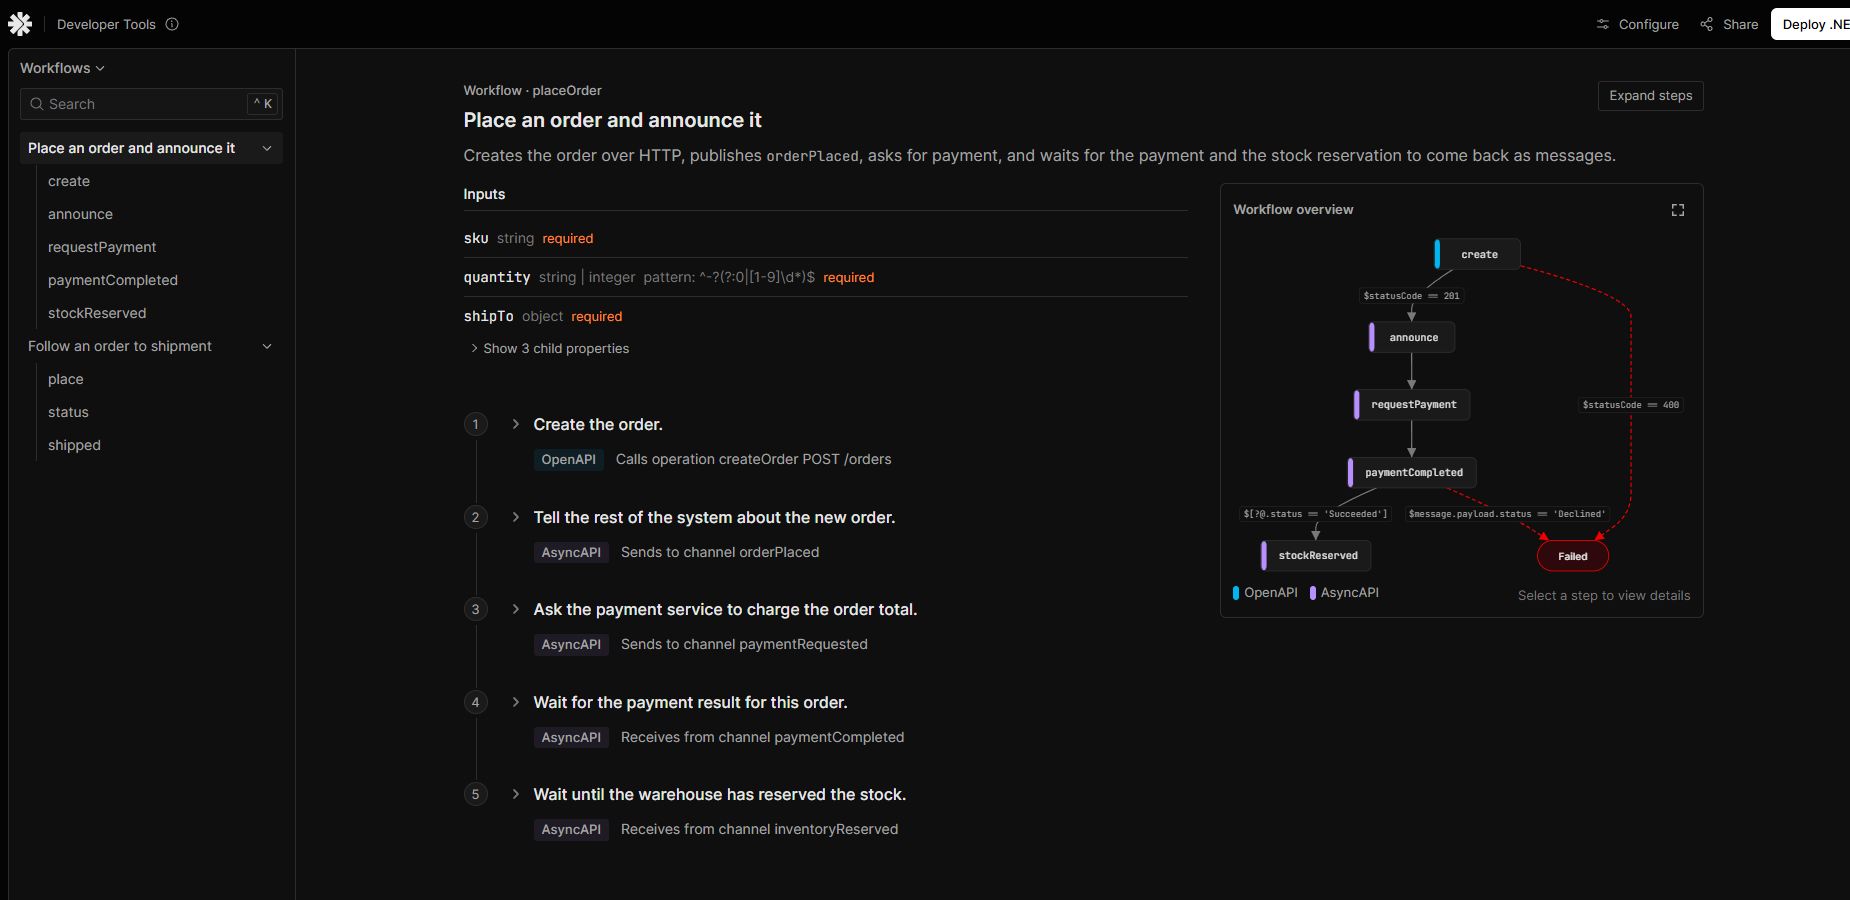 Developer Tools
Configure
Share
Deploy .NE
Workflows
Search
^ K
Place an order and announce it
create
announce
requestPayment
paymentCompleted
stockReserved
Follow an order to shipment
place
status
shipped
Workflow · placeOrder
Expand steps
Place an order and announce it
Creates the order over HTTP, publishes orderPlaced, asks for payment, and waits for the payment and the stock reservation to come back as messages.
Inputs
sku string required
quantity string | integer pattern: ^-?(?:0|[1-9]\d*)$ required
shipTo object required
Show 3 child properties
1 Create the order.
OpenAPI Calls operation createOrder POST /orders
2 Tell the rest of the system about the new order.
AsyncAPI Sends to channel orderPlaced
3 Ask the payment service to charge the order total.
AsyncAPI Sends to channel paymentRequested
4 Wait for the payment result for this order.
AsyncAPI Receives from channel paymentCompleted
5 Wait until the warehouse has reserved the stock.
AsyncAPI Receives from channel inventoryReserved
Workflow overview
create
$statusCode == 201
announce
requestPayment
$statusCode == 400
paymentCompleted
$[?@.status == 'Succeeded']
$message.payload.status == 'Declined'
stockReserved
Failed
OpenAPI AsyncAPI
Select a step to view details